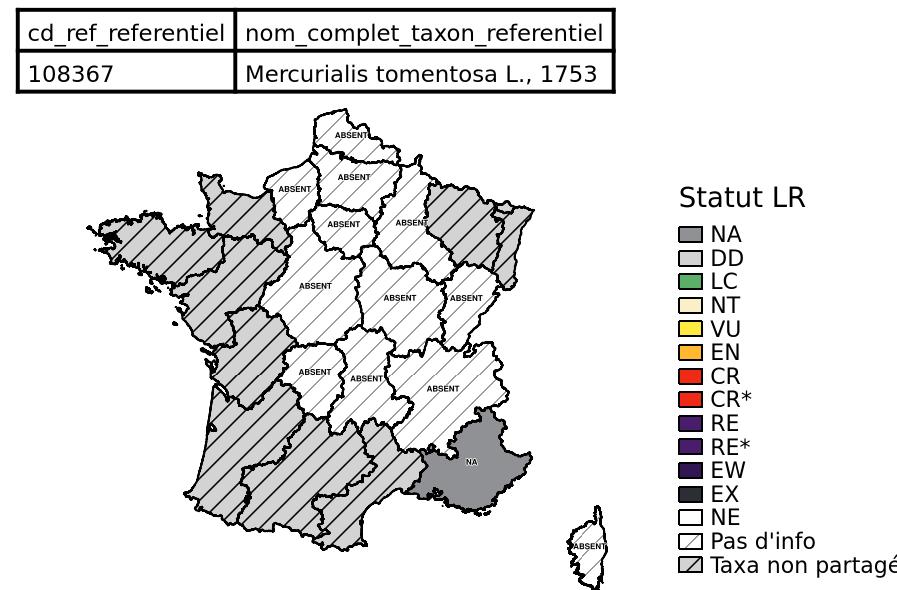 cd_ref_referentiel nom_complet_taxon_referentiel
108367 Mercurialis tomentosa L., 1753
ABSENT
ABSENT
ABSENT
ABSENT
ABSENT
ABSENT
ABSENT
ABSENT
ABSENT
ABSENT
ABSENT
NA
ABSENT
Statut LR
NA
DD
LC
NT
VU
EN
CR
CR*
RE
RE*
EW
EX
NE
Pas d'info
Taxa non partagé